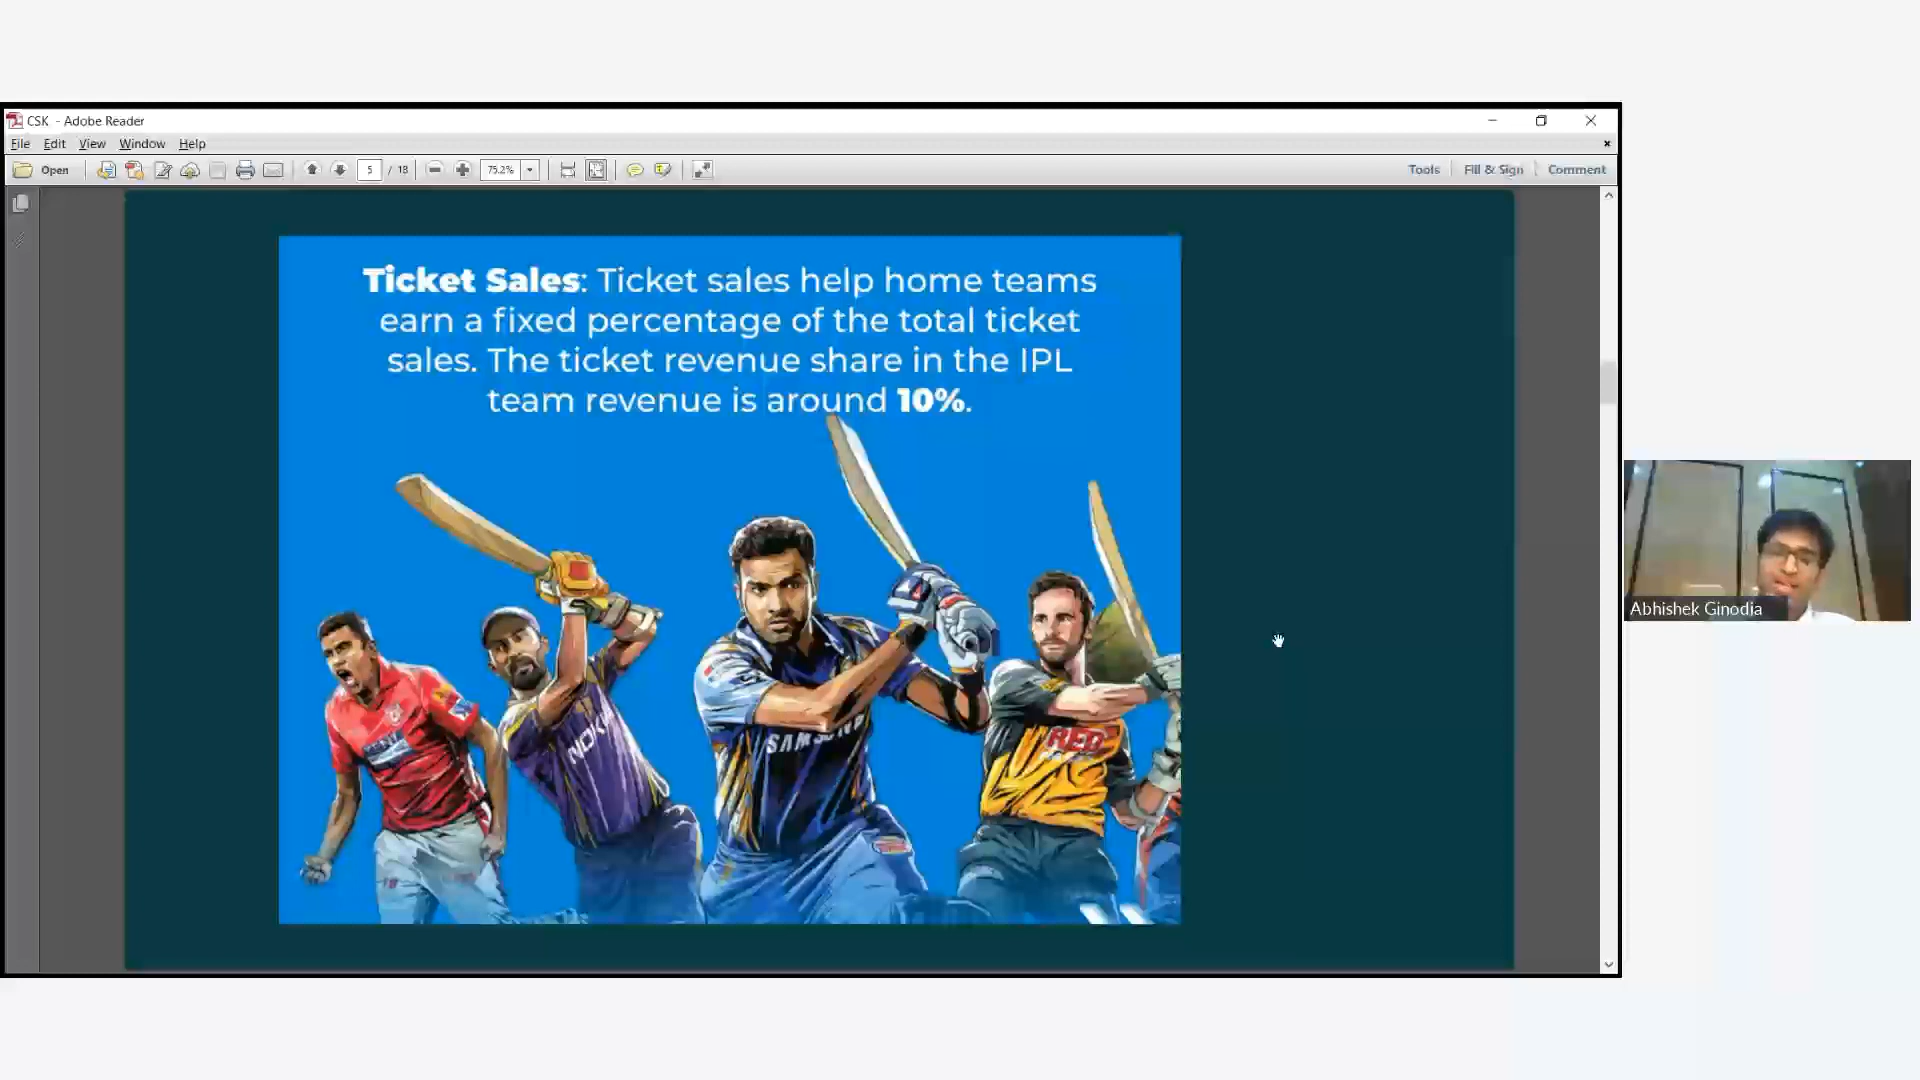 CSK - Adobe Reader
File Edit View Window Help
Open 5 / 18 75.2% Tools Fill & Sign Comment
Ticket Sales: Ticket sales help home teams
earn a fixed percentage of the total ticket
sales. The ticket revenue share in the IPL
team revenue is around 10%.
NOK
SAMSUNG
RED
Abhishek Ginodia